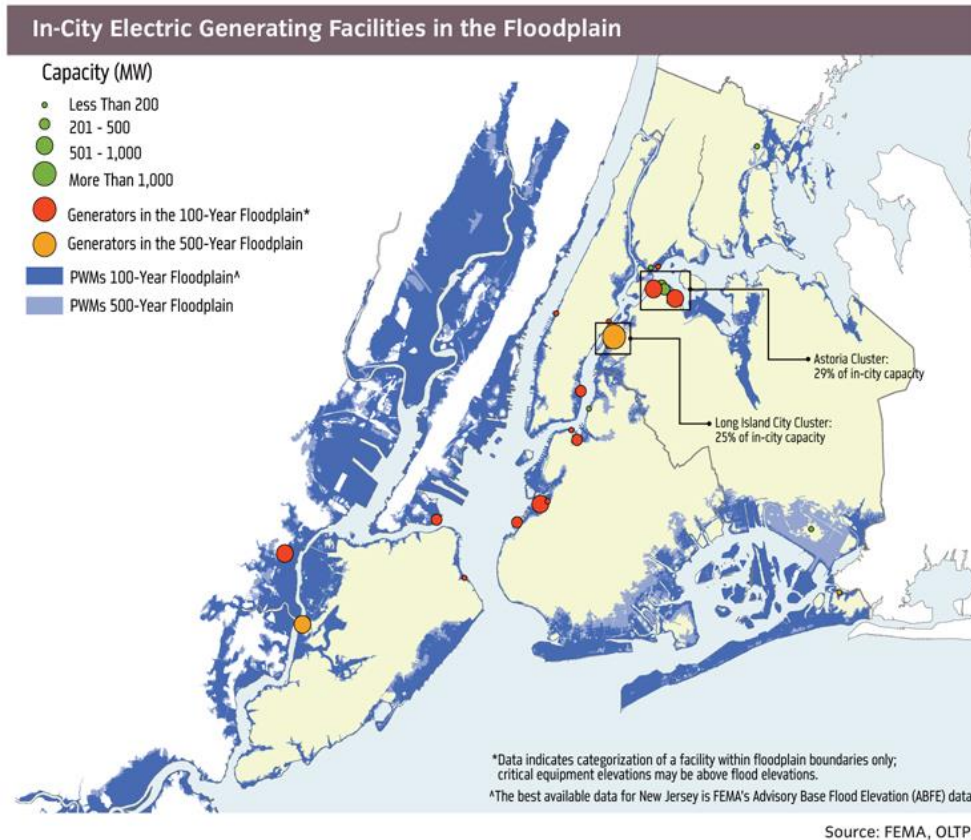 In-City Electric Generating Facilities in the Floodplain
Capacity (MW)
Less Than 200
201 - 500
501 - 1,000
More Than 1,000
Generators in the 100-Year Floodplain*
Generators in the 500-Year Floodplain
PWMs 100-Year Floodplain^
PWMs 500-Year Floodplain
Astoria Cluster:
29% of in-city capacity
Long Island City Cluster:
25% of in-city capacity
*Data indicates categorization of a facility within floodplain boundaries only;
critical equipment elevations may be above flood elevations.
^The best available data for New Jersey is FEMA's Advisory Base Flood Elevation (ABFE) data
Source: FEMA, OLTP